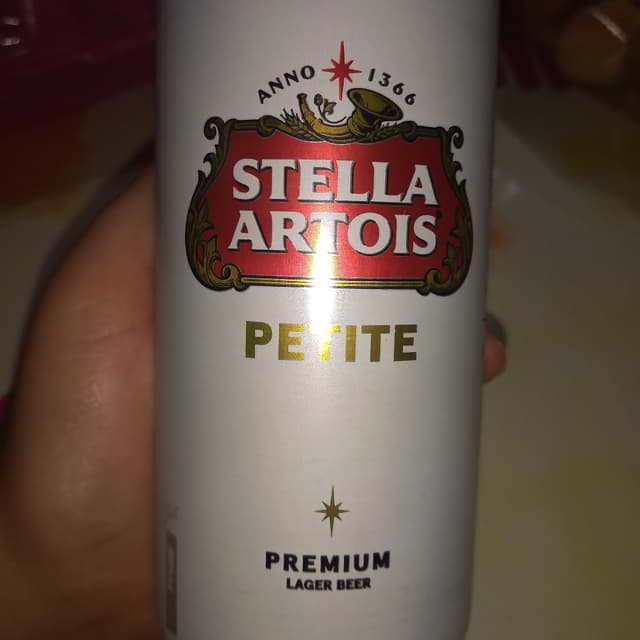 ANNO 1366
STELLA
ARTOIS
PETITE
PREMIUM
LAGER BEER